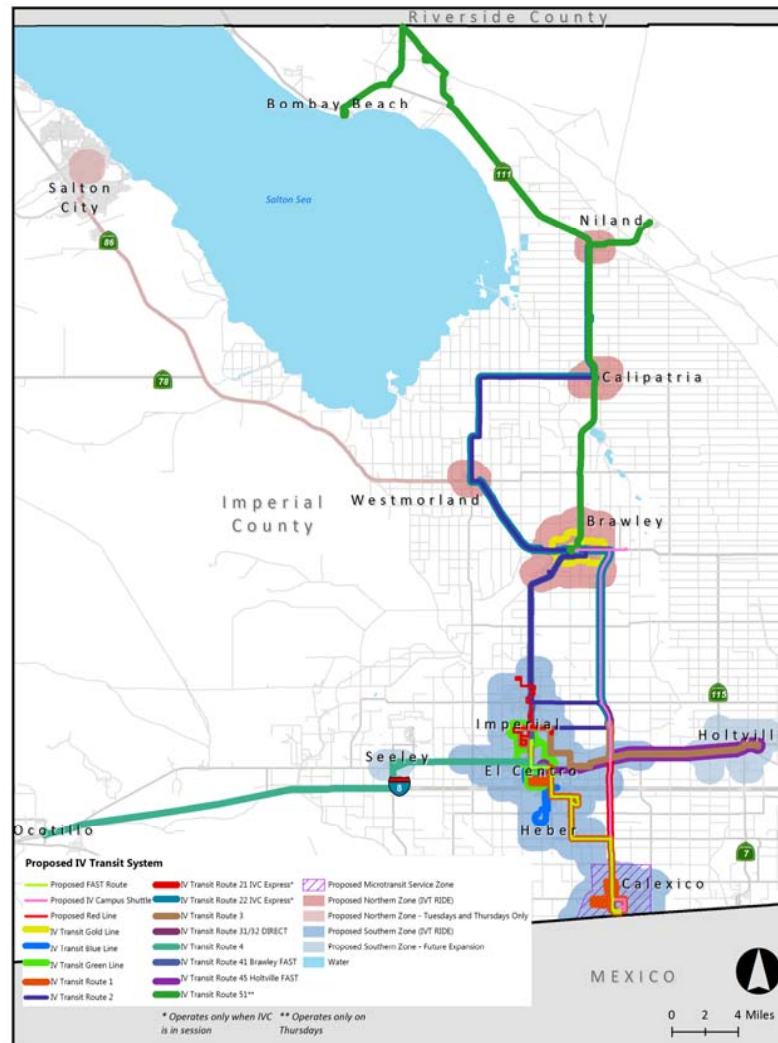 Riverside County
Bombay Beach
111
Salton
City
Salton Sea
Niland
86
78
Calipatria
Westmorland
Imperial
County
Brawley
115
Imperial
Holtvill
Seeley
El Centro
8
Ocotillo
Heber
7
Calexico
MEXICO
Proposed IV Transit System
Proposed FAST Route
Proposed IV Campus Shuttle
Proposed Red Line
IV Transit Gold Line
IV Transit Blue Line
IV Transit Green Line
IV Transit Route 1
IV Transit Route 2
IV Transit Route 21 IVC Express*
IV Transit Route 22 IVC Express*
IV Transit Route 3
IV Transit Route 31/32 DIRECT
IV Transit Route 4
IV Transit Route 41 Brawley FAST
IV Transit Route 45 Holtville FAST
IV Transit Route 51**
Proposed Microtransit Service Zone
Proposed Northern Zone (IVT RIDE)
Proposed Northern Zone - Tuesdays and Thursdays Only
Proposed Southern Zone (IVT RIDE)
Proposed Southern Zone - Future Expansion
Water
* Operates only when IVC
is in session
** Operates only on
Thursdays
0 2 4 Miles